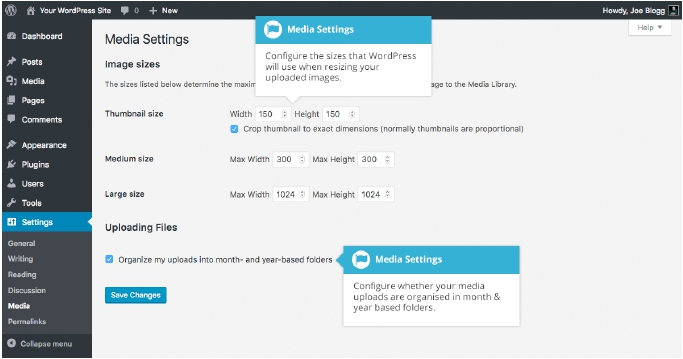 Your WordPress Site 0 + New Howdy, Joe Blogg
Help
Dashboard
Posts
Media
Pages
Comments
Appearance
Plugins
Users
Tools
Settings
General
Writing
Reading
Discussion
Media
Permalinks
Collapse menu
Media Settings
Media Settings
Configure the sizes that WordPress
will use when resizing your
uploaded images.
Image sizes
The sizes listed below determine the maxim age to the Media Library.
Thumbnail size Width 150 Height 150
Crop thumbnail to exact dimensions (normally thumbnails are proportional)
Medium size Max Width 300 Max Height 300
Large size Max Width 1024 Max Height 1024
Uploading Files
Organize my uploads into month- and year-based folders
Media Settings
Configure whether your media
uploads are organised in month &
year based folders.
Save Changes